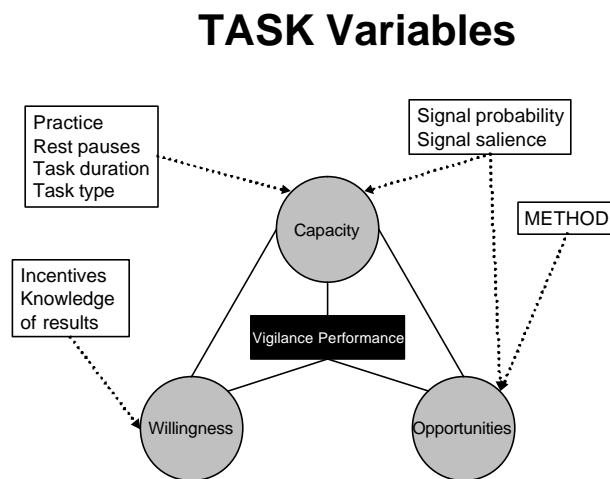 TASK Variables
Practice
Rest pauses
Task duration
Task type
Signal probability
Signal salience
METHOD
Capacity
Incentives
Knowledge
of results
Vigilance Performance
Willingness
Opportunities